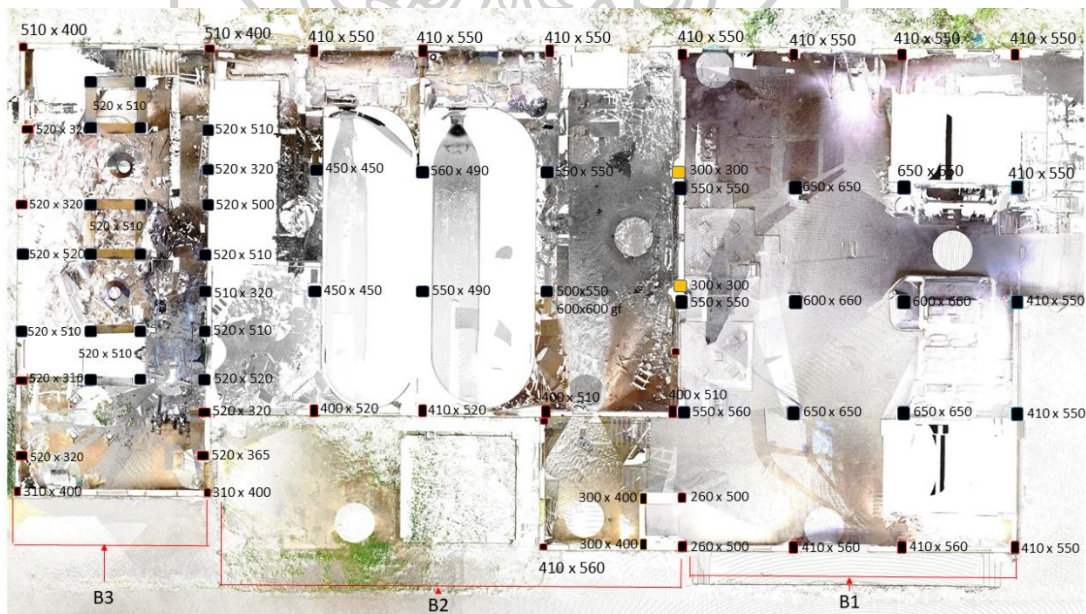 510 x 400
510 x 400
410 x 550
410 x 550
410 x 550
410 x 550
410 x 550
410 x 550
410 x 550
520 x 510
520 x 32
520 x 510
520 x 320
450 x 450
560 x 490
550 x 550
300 x 300
550 x 550
650 x 650
650 x 550
410 x 550
520 x 320
520 x 510
520 x 500
520 x 520
510 x 320
450 x 450
550 x 490
500x550
600x600 gf
300 x 300
550 x 550
600 x 660
600 x 660
410 x 550
520 x 510
520 x 510
520 x 510
520 x 310
520 x 520
520 x 320
400 x 520
410 x 520
400 x 510
400 x 510
550 x 560
650 x 650
650 x 650
410 x 550
520 x 320
520 x 365
310 x 400
310 x 400
300 x 400
260 x 500
300 x 400
260 x 500
410 x 560
410 x 560
410 x 550
410 x 560
B3
B2
B1